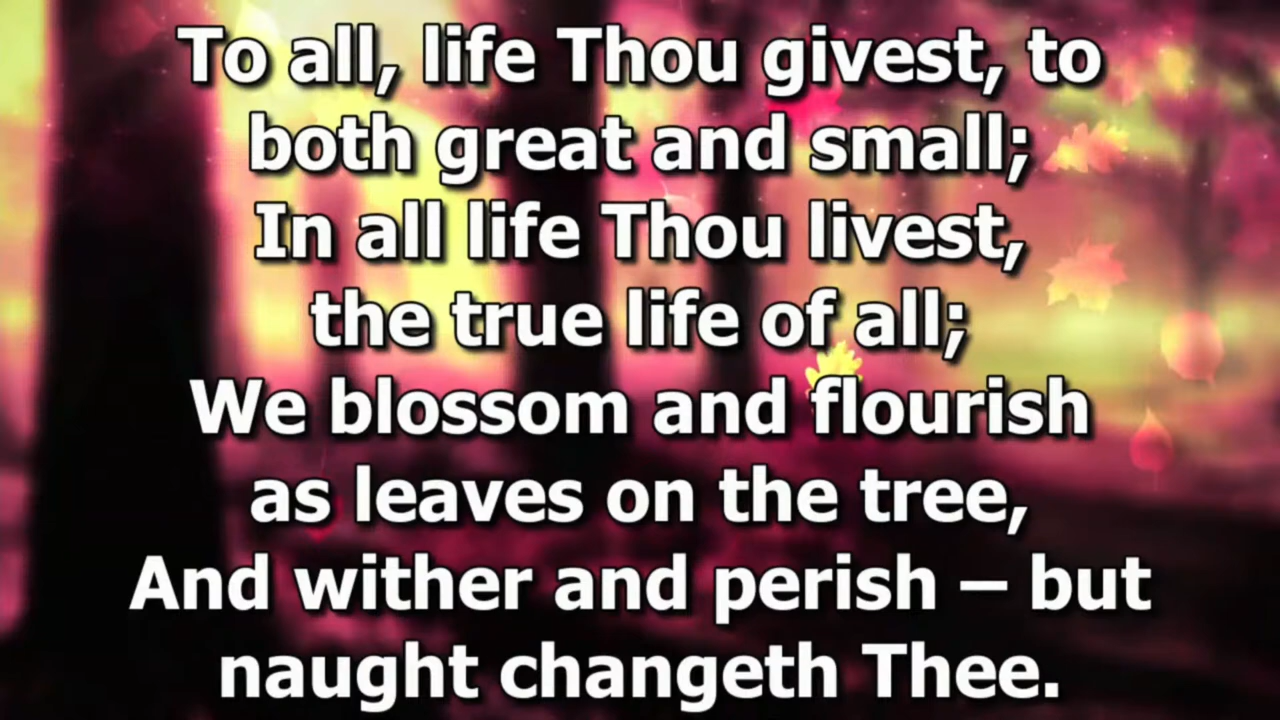 To all, life Thou givest, to
both great and small;
In all life Thou livest,
the true life of all;
We blossom and flourish
as leaves on the tree,
And wither and perish – but
naught changeth Thee.